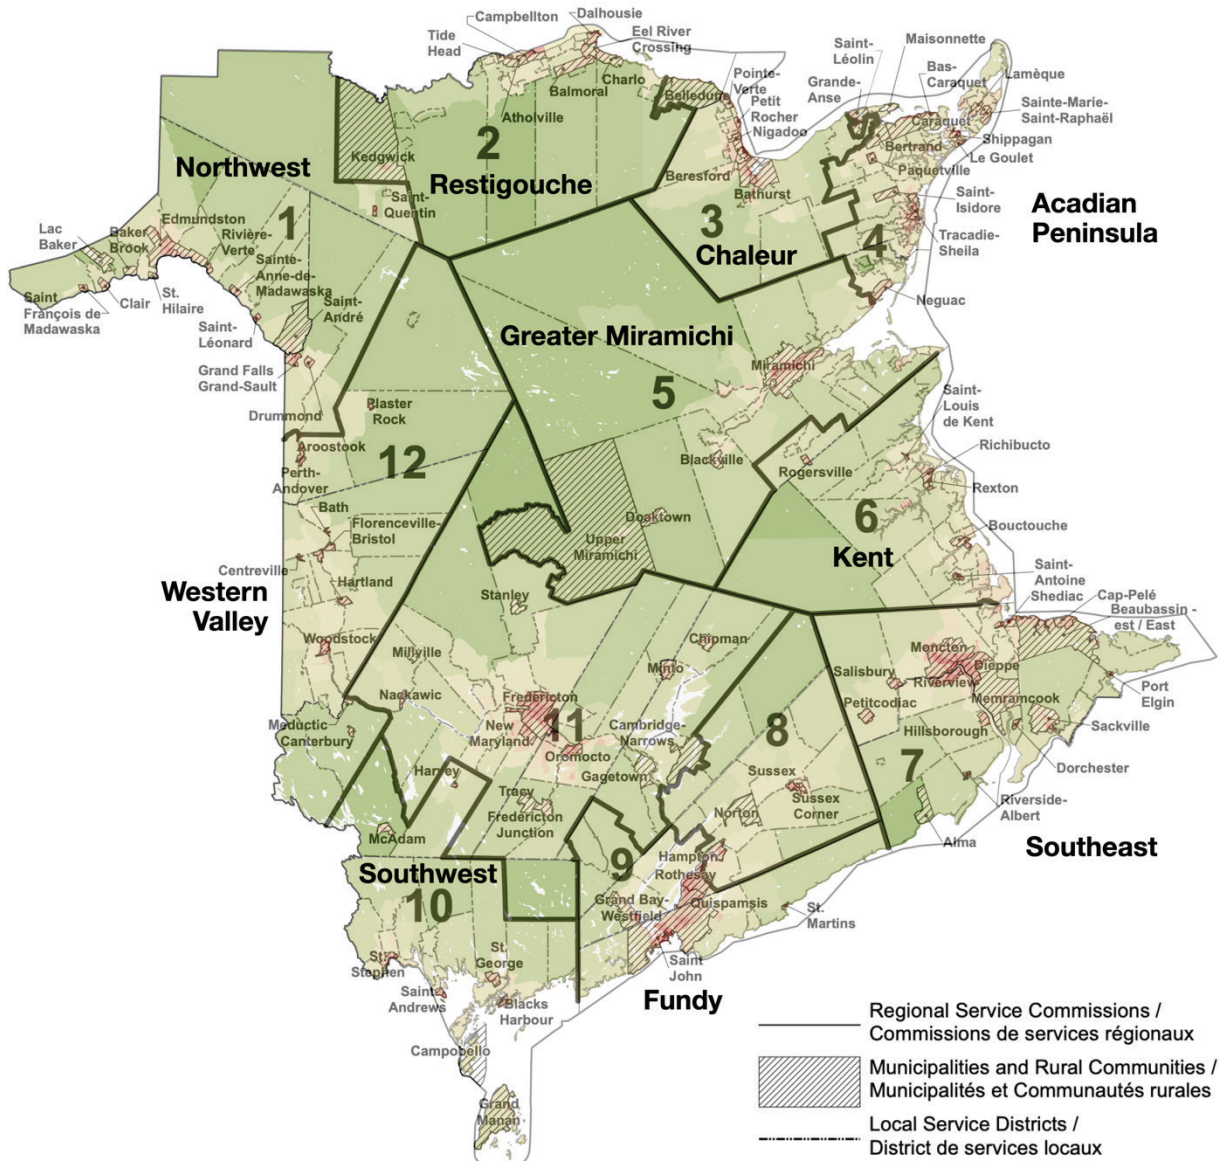 Campbellton
Dalhousie
Tide
Head
Eel River
Crossing
Saint-
Léolin
Maisonnette
Pointe-
Verte
Grande-
Anse
Bas-
Caraquet
Lamèque
Charlo
Balmoral
Belledune
Petit
Rocher
Nigadoo
Sainte-Marie-
Saint-Raphaël
Atholville
Caraquet
Shippagan
Bertrand
Le Goulet
2
Kedgwick
Northwest
Restigouche
Beresford
Bathurst
Paquetville
Saint-
Isidore
Saint-
Quentin
Acadian
Peninsula
3
Chaleur
4
Tracadie-
Sheila
Lac
Baker
Baker
Brook
Edmundston
Rivière-
Verte
1
Sainte-
Anne-de-
Madawaska
Saint
François de
Madawaska
Clair
St.
Hilaire
Saint-
André
Neguac
Saint-
Léonard
Greater Miramichi
Grand Falls
Grand-Sault
Miramichi
5
Saint-
Louis
de Kent
Drummond
Plaster
Rock
Aroostook
12
Perth-
Andover
Blackville
Rogersville
Richibucto
Rexton
Bath
Florenceville-
Bristol
Doaktown
6
Upper
Miramichi
Bouctouche
Kent
Centreville
Hartland
Saint-
Antoine
Shediac
Western
Valley
Stanley
Cap-Pelé
Beaubassin -
est / East
Woodstock
Millville
Chipman
Minto
Moncton
Dieppe
Salisbury
Riverview
Memramcook
Nackawic
Fredericton
Petitcodiac
Port
Elgin
Meductic
Canterbury
New
Maryland
11
Cambridge-
Narrows
8
Hillsborough
Sackville
Oromocto
7
Harvey
Gagetown
Sussex
Dorchester
Tracy
Fredericton
Junction
Sussex
Corner
Norton
Riverside-
Albert
McAdam
Alma
Southeast
9
Hampton
Rothesay
Southwest
10
Grand Bay-
Westfield
Quispamsis
St.
Martins
St.
Stephen
St.
George
Saint
John
Saint
Andrews
Blacks
Harbour
Fundy
Campobello
Grand
Manan
Regional Service Commissions /
Commissions de services régionaux
Municipalities and Rural Communities /
Municipalités et Communautés rurales
Local Service Districts /
District de services locaux